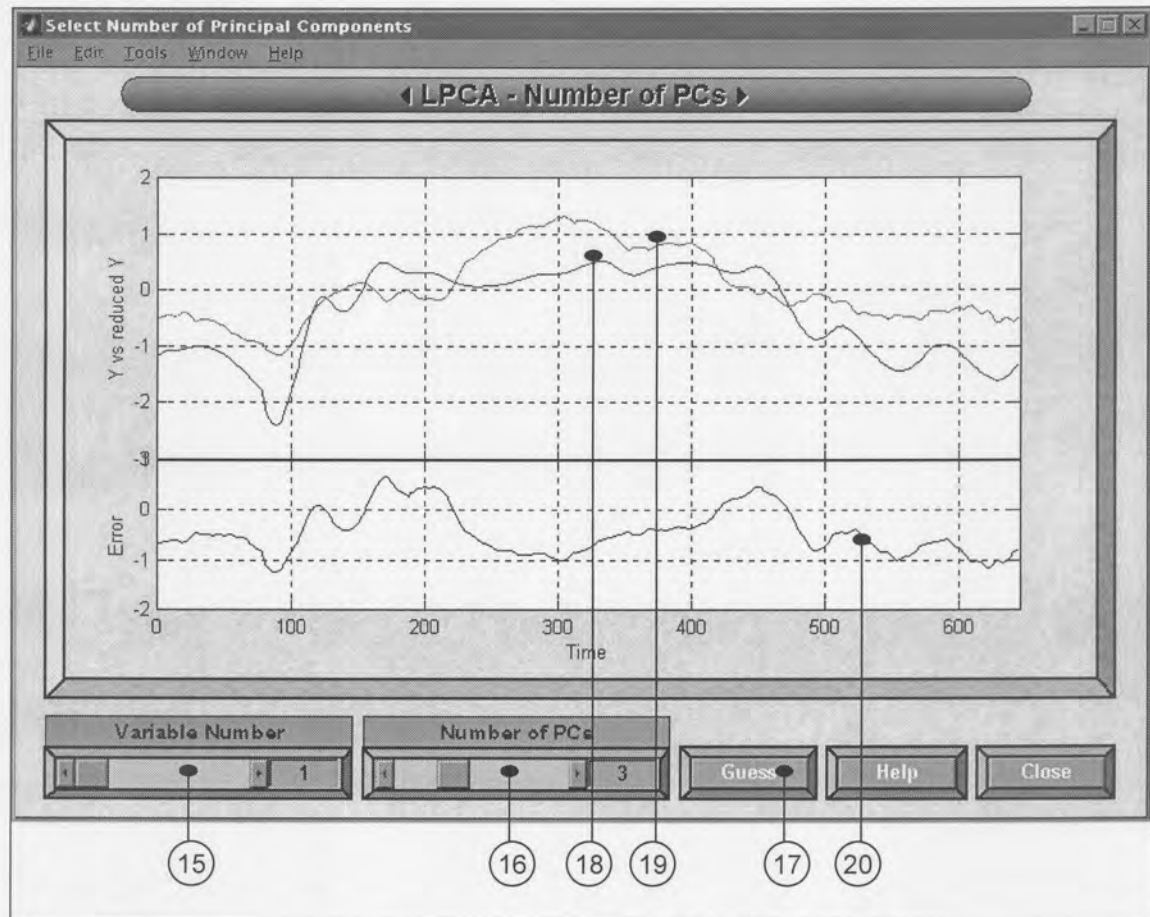 Select Number of Principal Components
File Edit Tools Window Help
LPCA - Number of PCs
Y vs reduced Y
2
1
0
-1
-2
-3
Error
0
-1
-2
0 100 200 300 400 500 600
Time
Variable Number Number of PCs
1 3 Guess Help Close
15 16 18 19 17 20